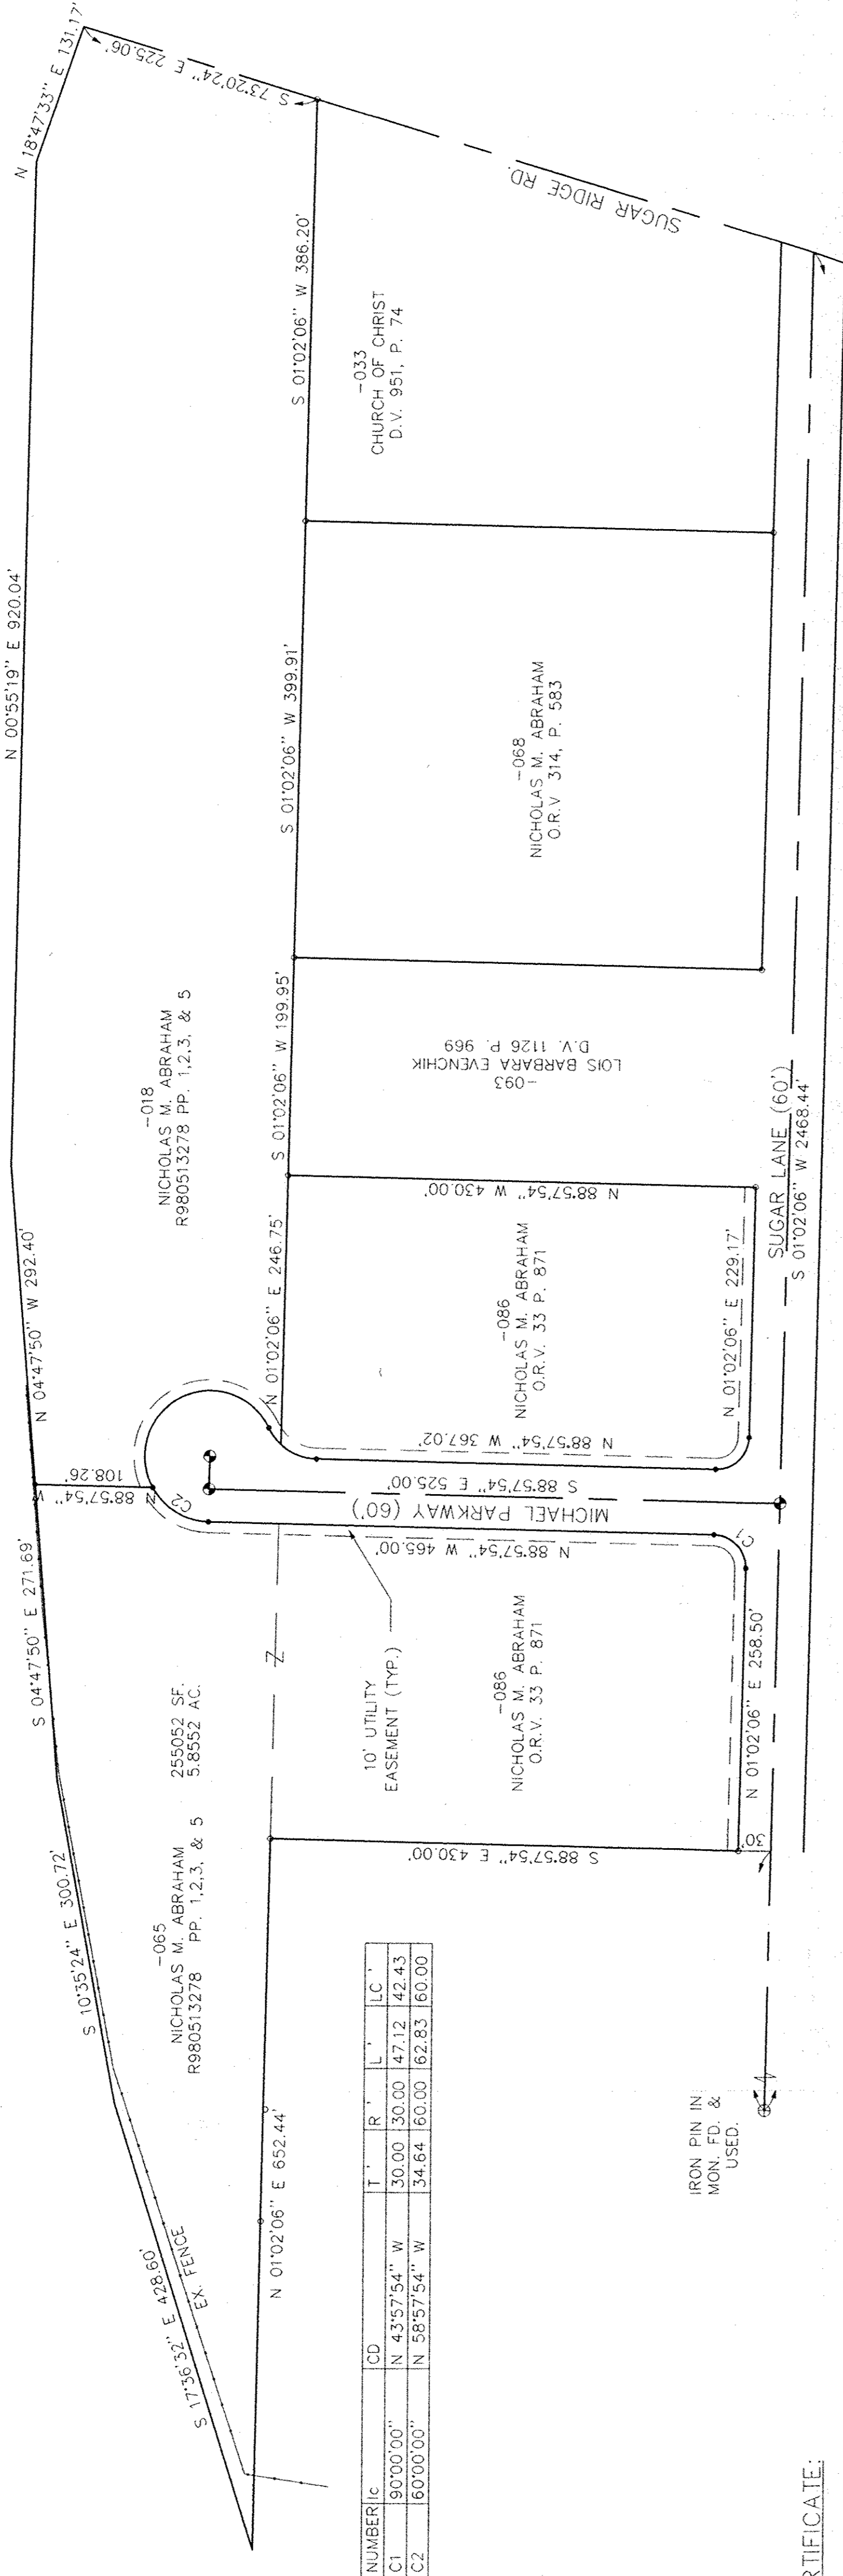 N 18°47'33" E 131.17'
S 73°20'24" E 225.06'
SUGAR RIDGE RD.
N 00°55'19" E 920.04'
S 01°02'06" W 386.20'
-033
CHURCH OF CHRIST
D.V. 951, P. 74
S 01°02'06" W 399.91'
-068
NICHOLAS M. ABRAHAM
O.R.V 314, P. 583
-018
NICHOLAS M. ABRAHAM
R980513278 PP. 1,2,3, & 5
S 01°02'06" W 199.95'
-093
LOIS BARBARA EVENCHIK
D.V. 1126 P. 969
SUGAR LANE (60')
S 01°02'06" W 2468.44'
N 04°47'50" W 292.40'
N 01°02'06" E 246.75'
N 88°57'54" W 430.00'
-086
NICHOLAS M. ABRAHAM
O.R.V. 33 P. 871
N 01°02'06" E 229.17'
N 88°57'54" W 367.02'
S 88°57'54" E 525.00'
MICHAEL PARKWAY (60')
N 88°57'54" W 465.00'
N 88°57'54" W
108.26'
C2
C1
S 04°47'50" E 271.69'
Z
10' UTILITY
EASEMENT (TYP.)
-086
NICHOLAS M. ABRAHAM
O.R.V. 33 P. 871
N 01°02'06" E 258.50'
30'
S 88°57'54" E 430.00'
255052 SF.
5.8552 AC.
-065
NICHOLAS M. ABRAHAM
R980513278 PP. 1,2,3, & 5
S 10°35'24" E 300.72'
S 17°36'32" E 428.60'
EX. FENCE
N 01°02'06" E 652.44'
NUMBER Ic CD T ' R ' L ' LC '
C1 90°00'00" N 43°57'54" W 30.00 30.00 47.12 42.43
C2 60°00'00" N 58°57'54" W 34.64 60.00 62.83 60.00
IRON PIN IN
MON. FD. &
USED.
RTIFICATE: